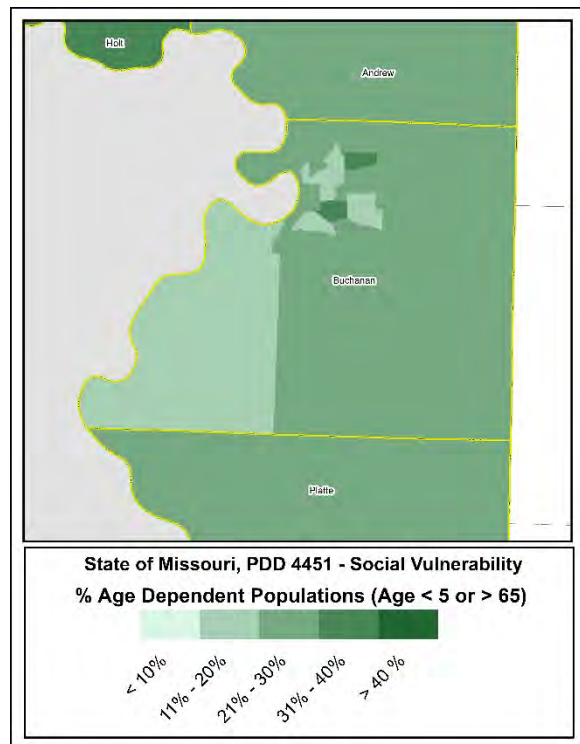 Holt
Andrew
Buchanan
Platte
State of Missouri, PDD 4451 - Social Vulnerability
% Age Dependent Populations (Age < 5 or > 65)
< 10%
11% - 20%
21% - 30%
31% - 40%
> 40 %